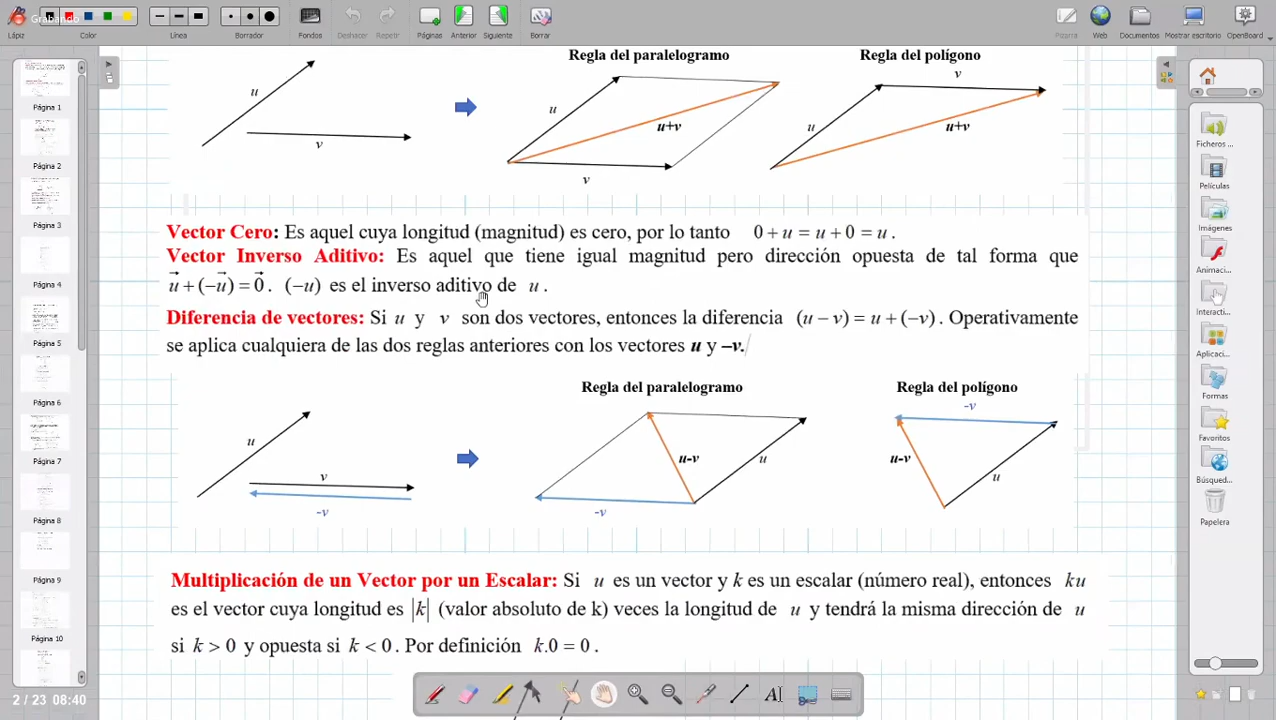 Grabando
Lápiz Color Línea Borrador Fondos Deshacer Repetir Páginas Anterior Siguiente Borrar Pizarra Web Documentos Mostrar escritorio OpenBoard
Regla del paralelogramo Regla del polígono
u v u u+v v u v u+v
Vector Cero: Es aquel cuya longitud (magnitud) es cero, por lo tanto 0 + u = u + 0 = u .
Vector Inverso Aditivo: Es aquel que tiene igual magnitud pero dirección opuesta de tal forma que
u⃗ + (−u⃗) = 0⃗ . (−u) es el inverso aditivo de u .
Diferencia de vectores: Si u y v son dos vectores, entonces la diferencia (u − v) = u + (−v) . Operativamente
se aplica cualquiera de las dos reglas anteriores con los vectores u y –v.
Regla del paralelogramo Regla del polígono
u v -v u-v u -v -v u-v u
Multiplicación de un Vector por un Escalar: Si u es un vector y k es un escalar (número real), entonces ku
es el vector cuya longitud es |k| (valor absoluto de k) veces la longitud de u y tendrá la misma dirección de u
si k > 0 y opuesta si k < 0 . Por definición k.0 = 0 .
Página 1
Página 2
Página 3
Página 4
Página 5
Página 6
Página 7
Página 8
Página 9
Página 10
2 / 23 08:40
Ficheros ...
Películas
Imágenes
Animaci...
Interacti...
Aplicaci...
Formas
Favoritos
Búsqued...
Papelera